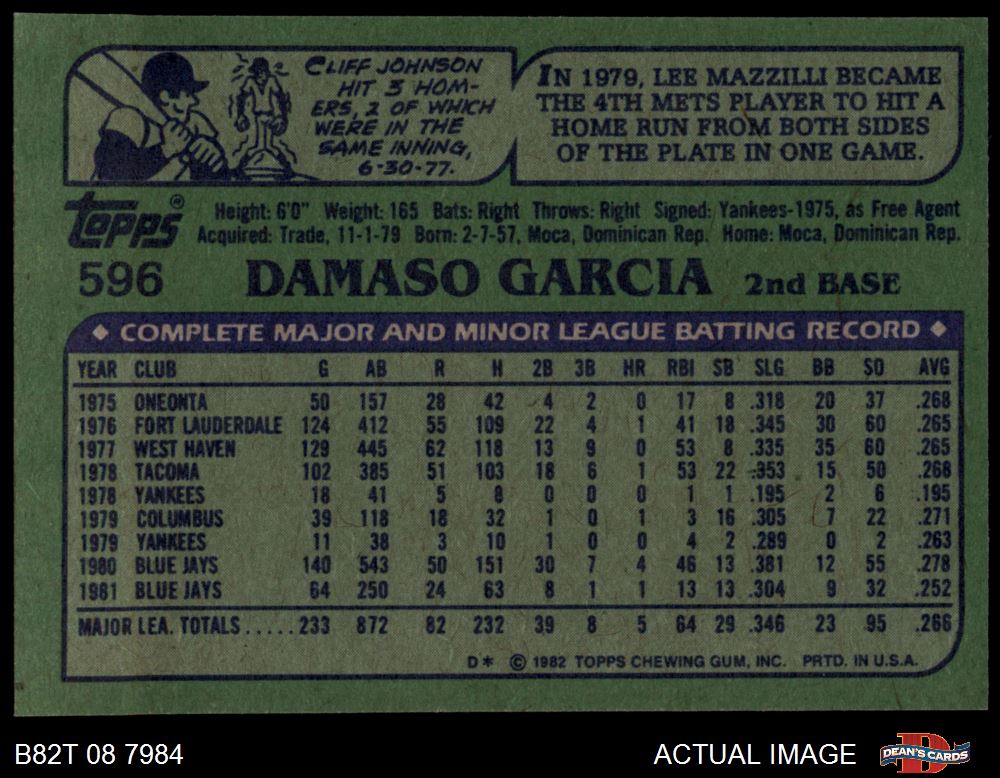 CLIFF JOHNSON
HIT 3 HOM-
ERS, 2 OF WHICH
WERE IN THE
SAME INNING,
6-30-77.
IN 1979, LEE MAZZILLI BECAME
THE 4TH METS PLAYER TO HIT A
HOME RUN FROM BOTH SIDES
OF THE PLATE IN ONE GAME.
Topps®
Height: 6'0" Weight: 165 Bats: Right Throws: Right Signed: Yankees-1975, as Free Agent
Acquired: Trade, 11-1-79 Born: 2-7-57, Moca, Dominican Rep. Home: Moca, Dominican Rep.
596 DAMASO GARCIA 2nd BASE
◆ COMPLETE MAJOR AND MINOR LEAGUE BATTING RECORD ◆
YEAR CLUB G AB R H 2B 3B HR RBI SB SLG BB SO AVG
1975 ONEONTA 50 157 28 42 4 2 0 17 8 .318 20 37 .268
1976 FORT LAUDERDALE 124 412 55 109 22 4 1 41 18 .345 30 60 .265
1977 WEST HAVEN 129 445 62 118 13 9 0 53 8 .335 35 60 .265
1978 TACOMA 102 385 51 103 18 6 1 53 22 .353 15 50 .268
1978 YANKEES 18 41 5 8 0 0 0 1 1 .195 2 6 .195
1979 COLUMBUS 39 118 18 32 1 0 1 3 16 .305 7 22 .271
1979 YANKEES 11 38 3 10 1 0 0 4 2 .289 0 2 .263
1980 BLUE JAYS 140 543 50 151 30 7 4 46 13 .381 12 55 .278
1981 BLUE JAYS 64 250 24 63 8 1 1 13 13 .304 9 32 .252
MAJOR LEA. TOTALS.....233 872 82 232 39 8 5 64 29 .346 23 95 .266
D* © 1982 TOPPS CHEWING GUM, INC. PRTD. IN U.S.A.
B82T 08 7984 ACTUAL IMAGE
D
DEAN'S CARDS